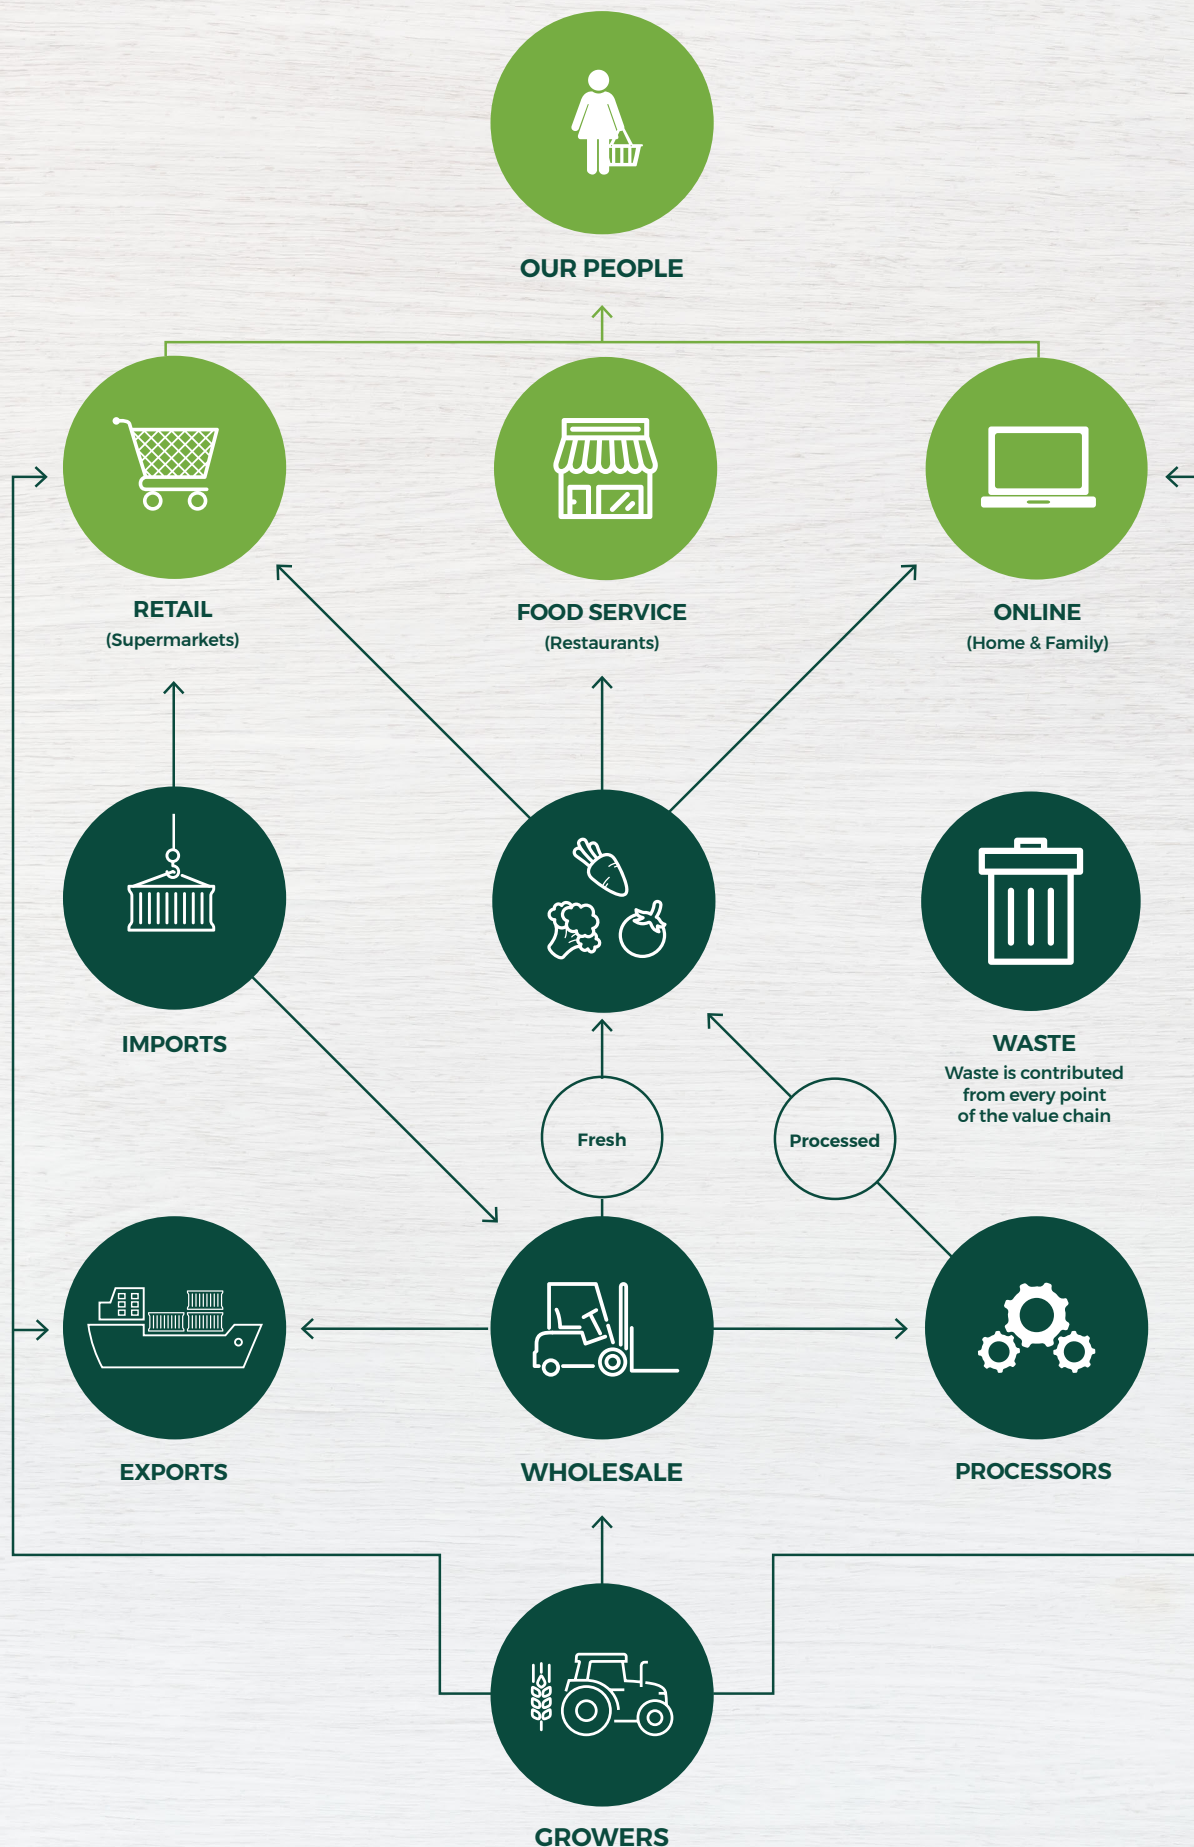 OUR PEOPLE
RETAIL
(Supermarkets)
FOOD SERVICE
(Restaurants)
ONLINE
(Home & Family)
IMPORTS
WASTE
Waste is contributed
from every point
of the value chain
Fresh
Processed
EXPORTS
WHOLESALE
PROCESSORS
GROWERS